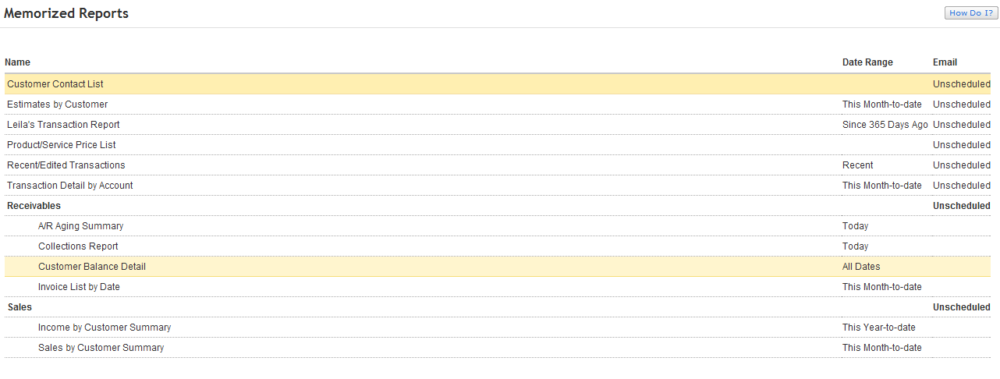 Memorized Reports How Do I?
Name Date Range Email
Customer Contact List Unscheduled
Estimates by Customer This Month-to-date Unscheduled
Leila's Transaction Report Since 365 Days Ago Unscheduled
Product/Service Price List Unscheduled
Recent/Edited Transactions Recent Unscheduled
Transaction Detail by Account This Month-to-date Unscheduled
Receivables Unscheduled
A/R Aging Summary Today
Collections Report Today
Customer Balance Detail All Dates
Invoice List by Date This Month-to-date
Sales Unscheduled
Income by Customer Summary This Year-to-date
Sales by Customer Summary This Month-to-date